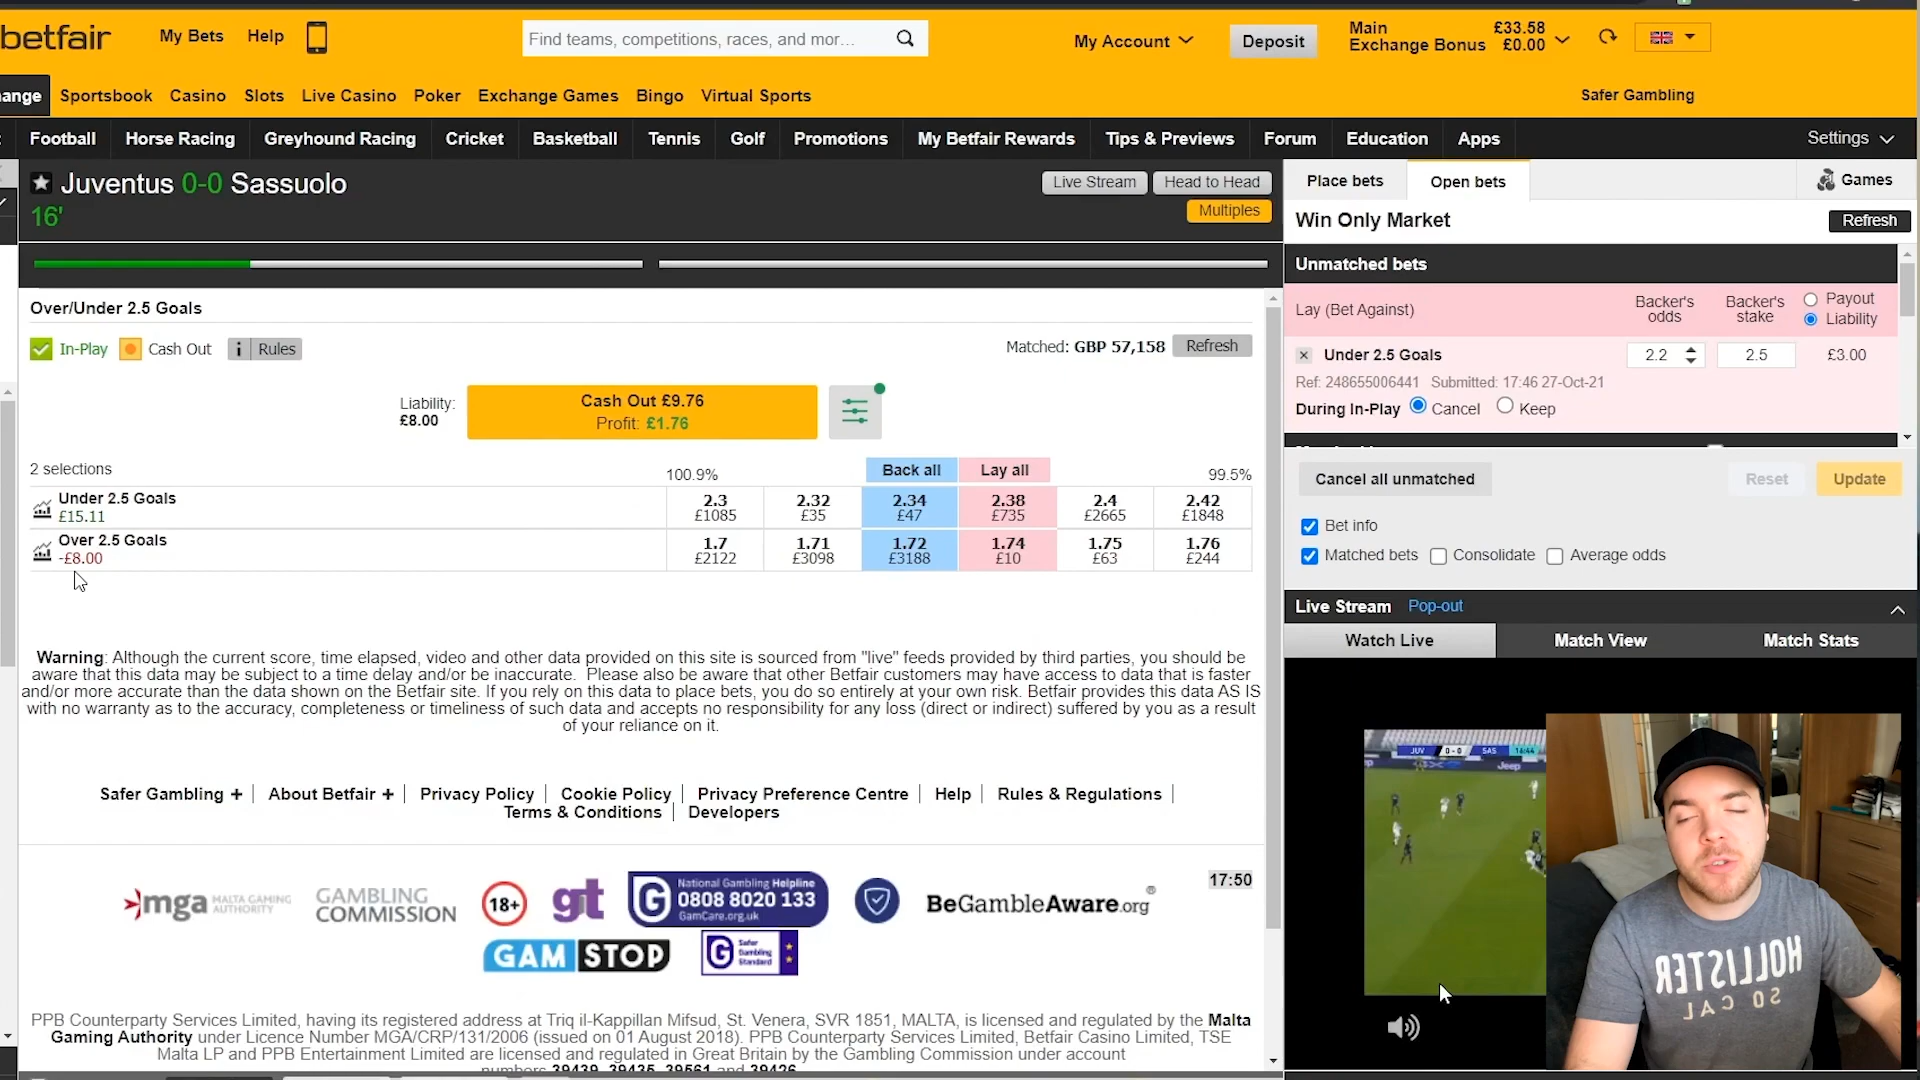 betfair
My Bets
Help
Find teams, competitions, races, and mor...
My Account
Deposit
Main £33.58
Exchange Bonus £0.00
ange
Sportsbook
Casino
Slots
Live Casino
Poker
Exchange Games
Bingo
Virtual Sports
Safer Gambling
Football
Horse Racing
Greyhound Racing
Cricket
Basketball
Tennis
Golf
Promotions
My Betfair Rewards
Tips & Previews
Forum
Education
Apps
Settings
Juventus 0-0 Sassuolo
16'
Live Stream
Head to Head
Multiples
Over/Under 2.5 Goals
In-Play
Cash Out
i Rules
Matched: GBP 57,158
Refresh
Liability:
£8.00
Cash Out £9.76
Profit: £1.76
2 selections
100.9%
Back all
Lay all
99.5%
Under 2.5 Goals
£15.11
2.3 2.32 2.34 2.38 2.4 2.42
£1085 £35 £47 £735 £2665 £1848
Over 2.5 Goals
-£8.00
1.7 1.71 1.72 1.74 1.75 1.76
£2122 £3098 £3188 £10 £63 £244
Warning: Although the current score, time elapsed, video and other data provided on this site is sourced from "live" feeds provided by third parties, you should be
aware that this data may be subject to a time delay and/or be inaccurate. Please also be aware that other Betfair customers may have access to data that is faster
and/or more accurate than the data shown on the Betfair site. If you rely on this data to place bets, you do so entirely at your own risk. Betfair provides this data AS IS
with no warranty as to the accuracy, completeness or timeliness of such data and accepts no responsibility for any loss (direct or indirect) suffered by you as a result
of your reliance on it.
Safer Gambling +
About Betfair +
Privacy Policy
Cookie Policy
Privacy Preference Centre
Help
Rules & Regulations
Terms & Conditions
Developers
17:50
mga MALTA GAMING
AUTHORITY
GAMBLING
COMMISSION
18+
gt
G National Gambling Helpline
0808 8020 133
GamCare.org.uk
BeGambleAware.org®
GAMSTOP
G Safer
Gambling
Standard
PPB Counterparty Services Limited, having its registered address at Triq il-Kappillan Mifsud, St. Venera, SVR 1851, MALTA, is licensed and regulated by the Malta
Gaming Authority under Licence Number MGA/CRP/131/2006 (issued on 01 August 2018). PPB Counterparty Services Limited, Betfair Casino Limited, TSE
Malta LP and PPB Entertainment Limited are licensed and regulated in Great Britain by the Gambling Commission under account
numbers 39439, 39435, 39561 and 39426
Place bets
Open bets
Games
Win Only Market
Refresh
Unmatched bets
Lay (Bet Against)
Backer's
odds
Backer's
stake
Payout
Liability
Under 2.5 Goals
2.2
2.5
£3.00
Ref: 248655006441 Submitted: 17:46 27-Oct-21
During In-Play Cancel Keep
Cancel all unmatched
Reset
Update
Bet info
Matched bets
Consolidate
Average odds
Live Stream
Pop-out
Watch Live
Match View
Match Stats
JUV 0-0 SAS 14:44
Jeep
HOLLISTER
SO CAL